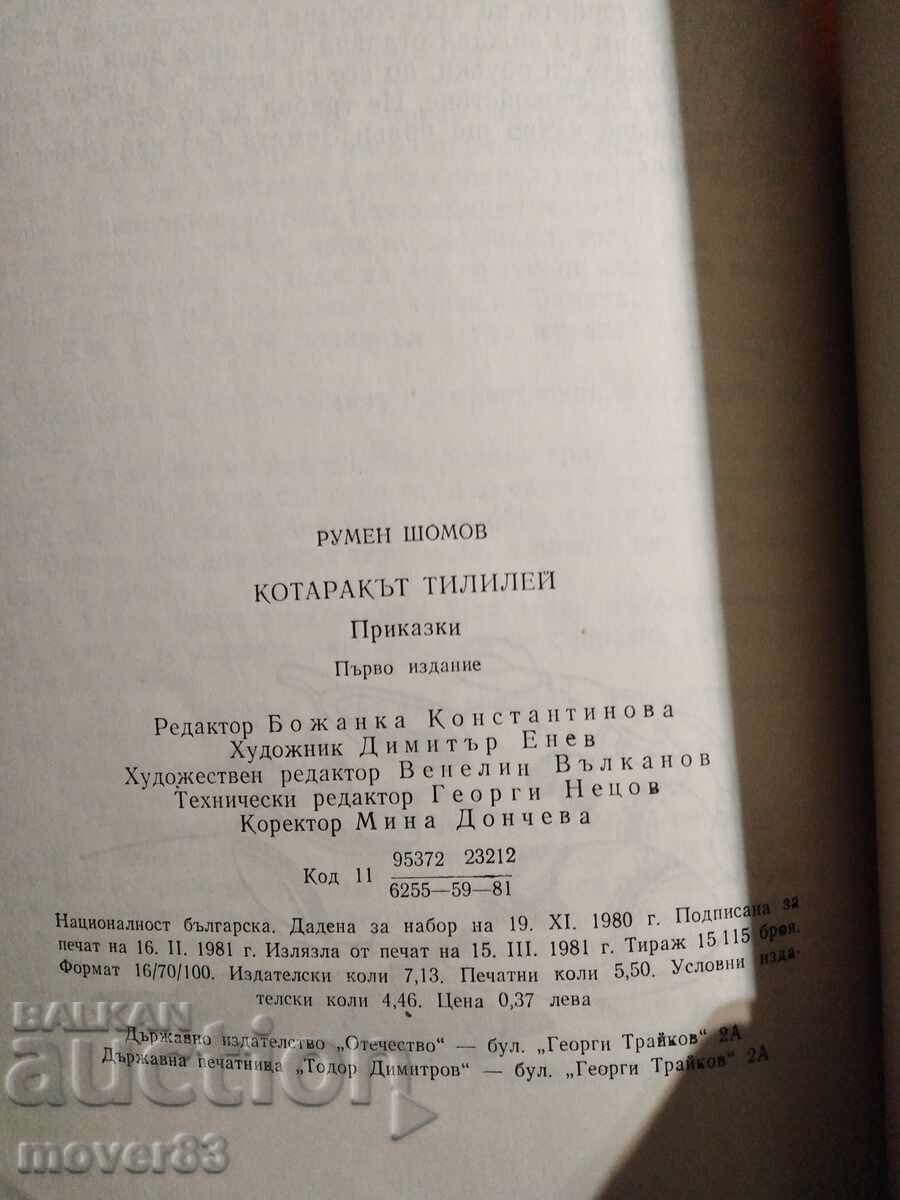 РУМЕН ШОМОВ
КОТАРАКЪТ ТИЛИЛЕЙ
Приказки
Първо издание
Редактор Божанка Константинова
Художник Димитър Енев
Художествен редактор Венелин Вълканов
Технически редактор Георги Нецов
Коректор Мина Дончева
Код 11 95372 23212
6255—59—81
Националност българска. Дадена за набор на 19. XI. 1980 г. Подписана за
печат на 16. II. 1981 г. Излязла от печат на 15. III. 1981 г. Тираж 15 115 броя.
Формат 16/70/100. Издателски коли 7,13. Печатни коли 5,50. Условни изда-
телски коли 4,46. Цена 0,37 лева
Държавно издателство „Отечество“ — бул. „Георги Трайков“ 2А
Държавна печатница „Тодор Димитров“ — бул. „Георги Трайков“ 2А
BALKAN
auction
mover83